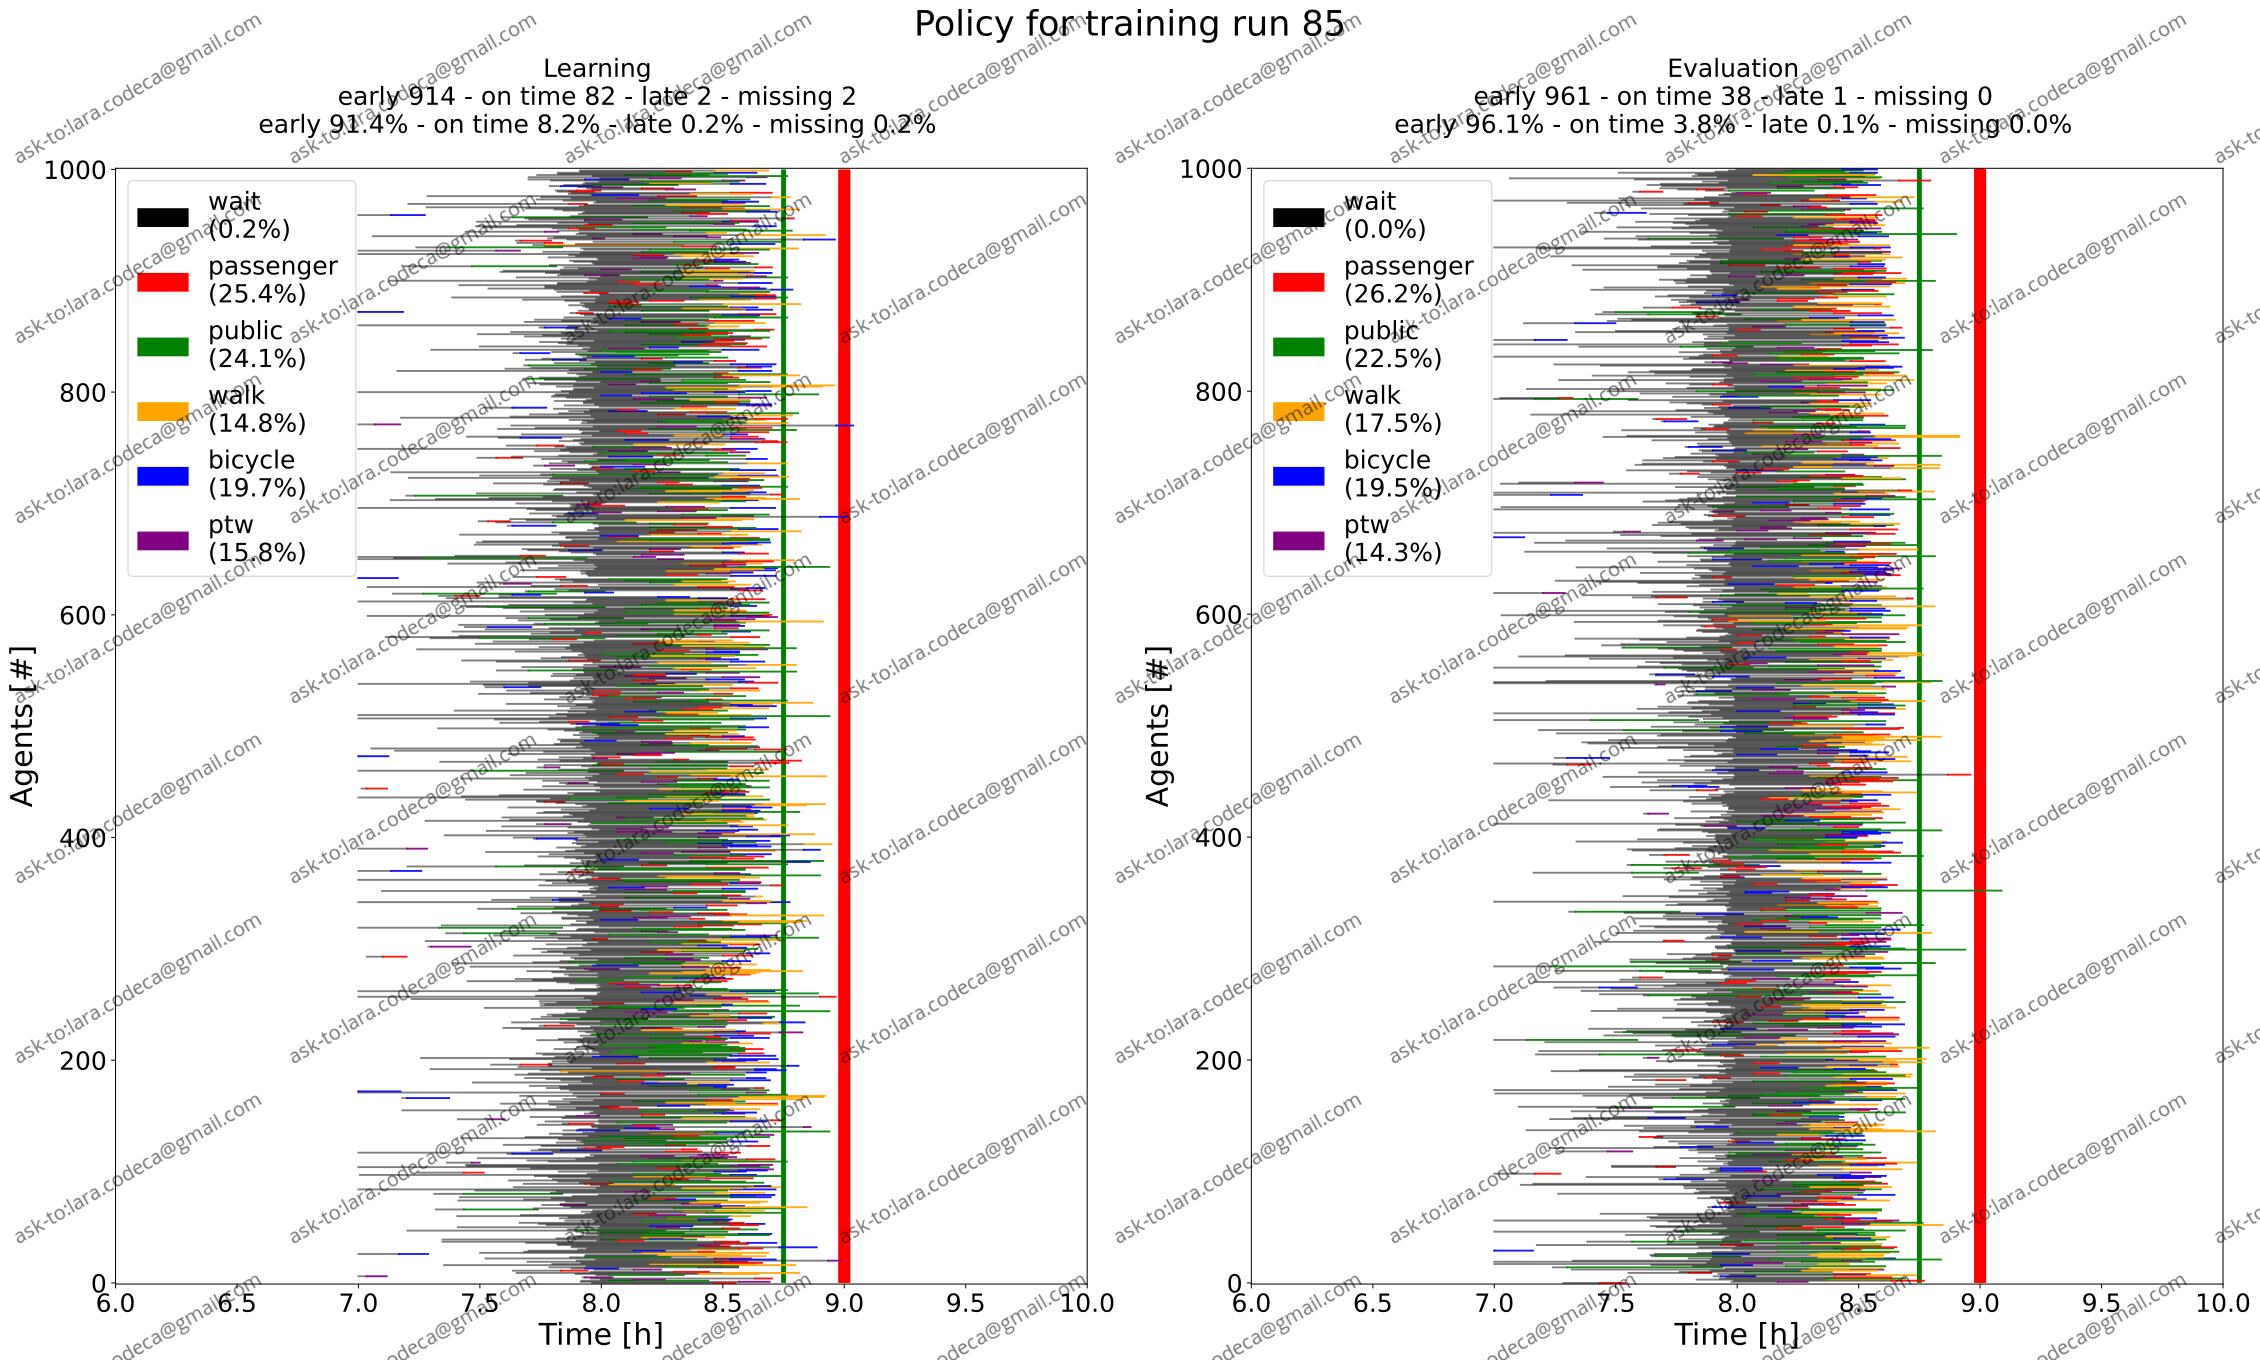 Policy for training run 85
Learning
early 914 - on time 82 - late 2 - missing 2
early 91.4% - on time 8.2% - late 0.2% - missing 0.2%
1000
800
600
400
200
0
Agents [#]
wait
(0.2%)
passenger
(25.4%)
public
(24.1%)
walk
(14.8%)
bicycle
(19.7%)
ptw
(15.8%)
6.0 6.5 7.0 7.5 8.0 8.5 9.0 9.5 10.0
Time [h]
Evaluation
early 961 - on time 38 - late 1 - missing 0
early 96.1% - on time 3.8% - late 0.1% - missing 0.0%
1000
800
600
400
200
0
Agents [#]
wait
(0.0%)
passenger
(26.2%)
public
(22.5%)
walk
(17.5%)
bicycle
(19.5%)
ptw
(14.3%)
6.0 6.5 7.0 7.5 8.0 8.5 9.0 9.5 10.0
Time [h]
ask-to:lara.codeca@gmail.com